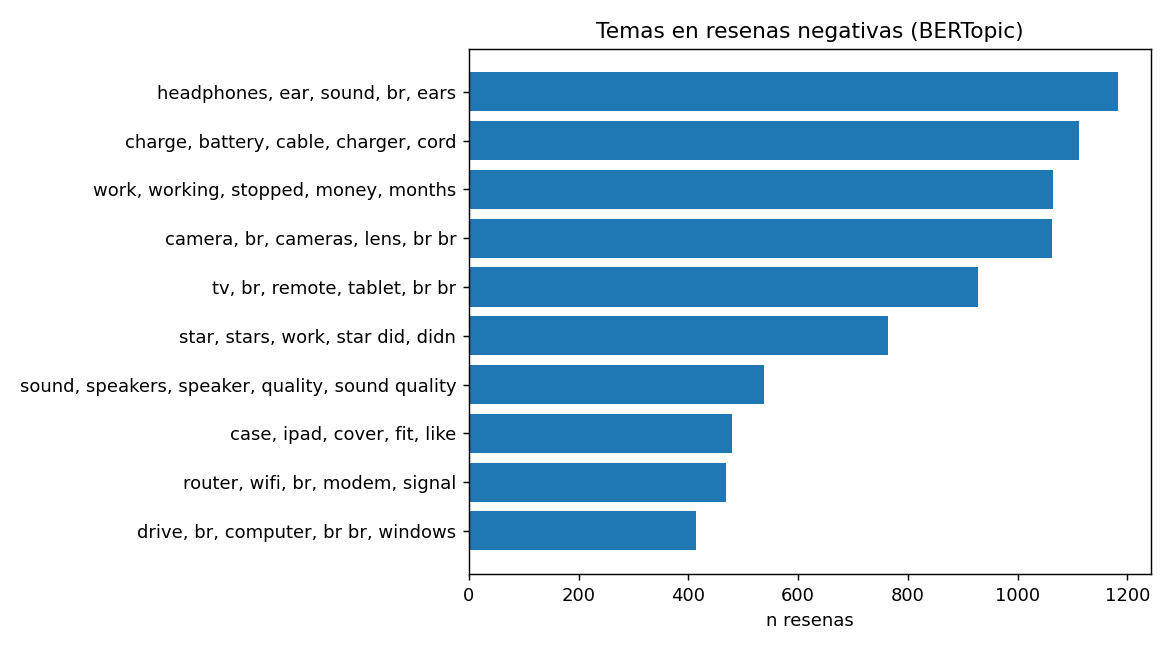 Temas en resenas negativas (BERTopic)
headphones, ear, sound, br, ears
charge, battery, cable, charger, cord
work, working, stopped, money, months
camera, br, cameras, lens, br br
tv, br, remote, tablet, br br
star, stars, work, star did, didn
sound, speakers, speaker, quality, sound quality
case, ipad, cover, fit, like
router, wifi, br, modem, signal
drive, br, computer, br br, windows
0 200 400 600 800 1000 1200
n resenas